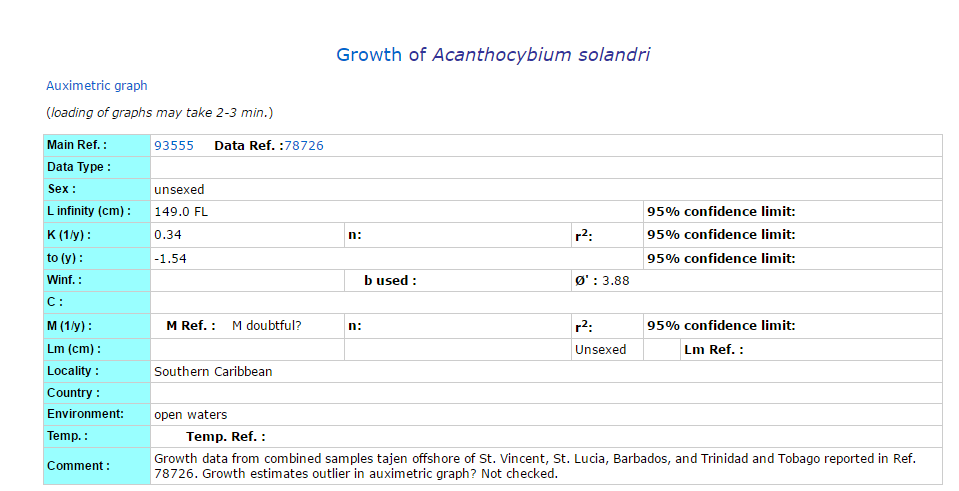 Growth of Acanthocybium solandri
Auximetric graph
(loading of graphs may take 2-3 min.)
Main Ref. : 93555 Data Ref. :78726
Data Type :
Sex : unsexed
L infinity (cm) : 149.0 FL 95% confidence limit:
K (1/y) : 0.34 n: r²: 95% confidence limit:
to (y) : -1.54 95% confidence limit:
Winf. : b used : Ø' : 3.88
C :
M (1/y) : M Ref. : M doubtful? n: r²: 95% confidence limit:
Lm (cm) : Unsexed Lm Ref. :
Locality : Southern Caribbean
Country :
Environment: open waters
Temp. : Temp. Ref. :
Comment : Growth data from combined samples tajen offshore of St. Vincent, St. Lucia, Barbados, and Trinidad and Tobago reported in Ref.
78726. Growth estimates outlier in auximetric graph? Not checked.